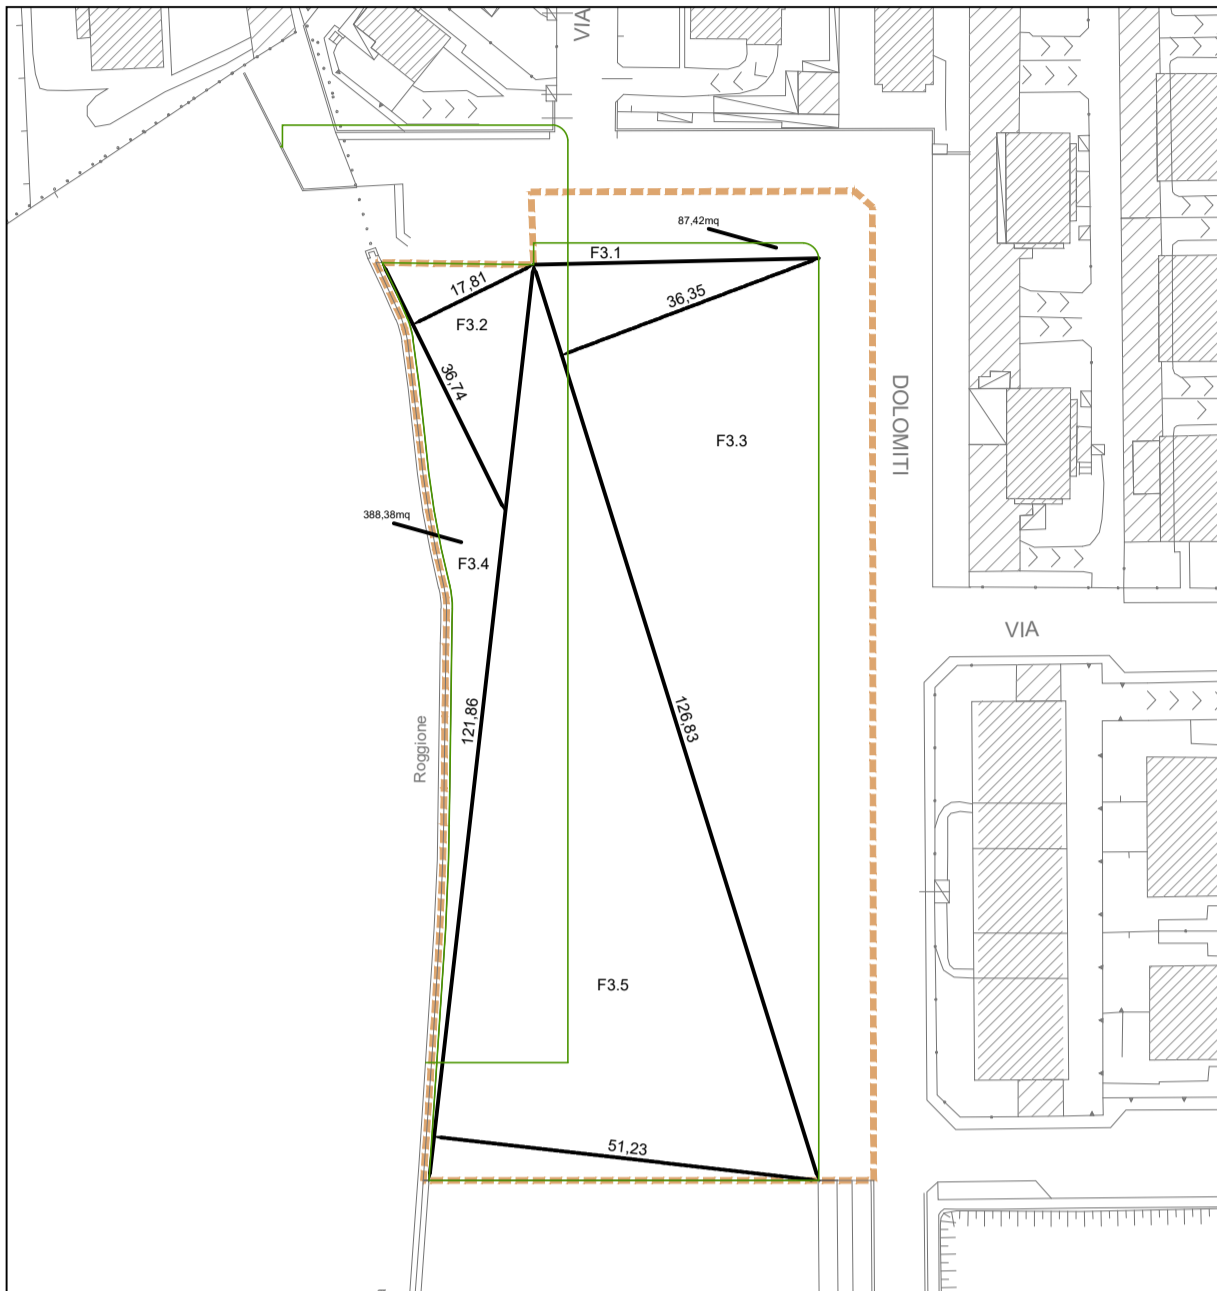 VIA
87,42mq
F3.1
17,81
36,35
F3.2
36,74
DOLOMITI
F3.3
388,38mq
F3.4
VIA
121,86
126,83
Roggione
F3.5
51,23